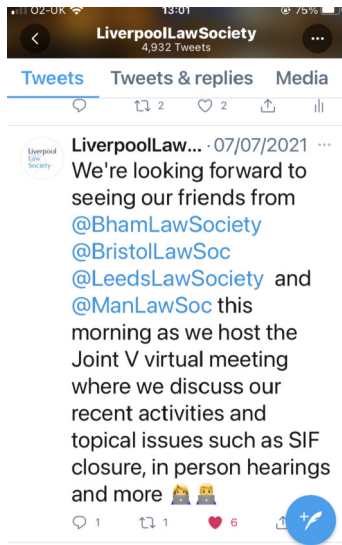 O2-UK 13:01 75%
LiverpoolLawSociety
4,932 Tweets
Tweets Tweets & replies Media
2 2
Liverpool
Law
Society
LiverpoolLaw... · 07/07/2021
We're looking forward to
seeing our friends from
@BhamLawSociety
@BristolLawSoc
@LeedsLawSociety and
@ManLawSoc this
morning as we host the
Joint V virtual meeting
where we discuss our
recent activities and
topical issues such as SIF
closure, in person hearings
and more 👩‍💻 👨‍💻
1 1 6